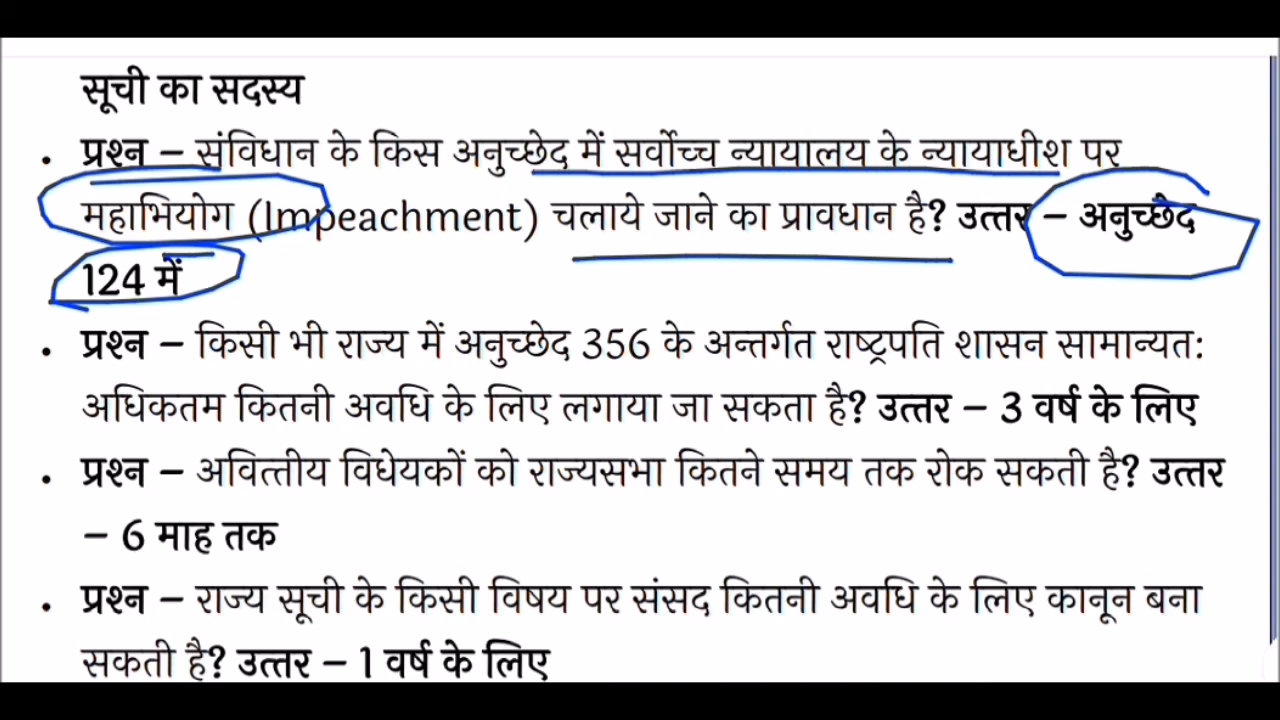 सूची का सदस्य
• प्रश्न – संविधान के किस अनुच्छेद में सर्वोच्च न्यायालय के न्यायाधीश पर
महाभियोग (Impeachment) चलाये जाने का प्रावधान है? उत्तर – अनुच्छेद
124 में
• प्रश्न – किसी भी राज्य में अनुच्छेद 356 के अन्तर्गत राष्ट्रपति शासन सामान्यत:
अधिकतम कितनी अवधि के लिए लगाया जा सकता है? उत्तर – 3 वर्ष के लिए
• प्रश्न – अवित्तीय विधेयकों को राज्यसभा कितने समय तक रोक सकती है? उत्तर
– 6 माह तक
• प्रश्न – राज्य सूची के किसी विषय पर संसद कितनी अवधि के लिए कानून बना
सकती है? उत्तर – 1 वर्ष के लिए